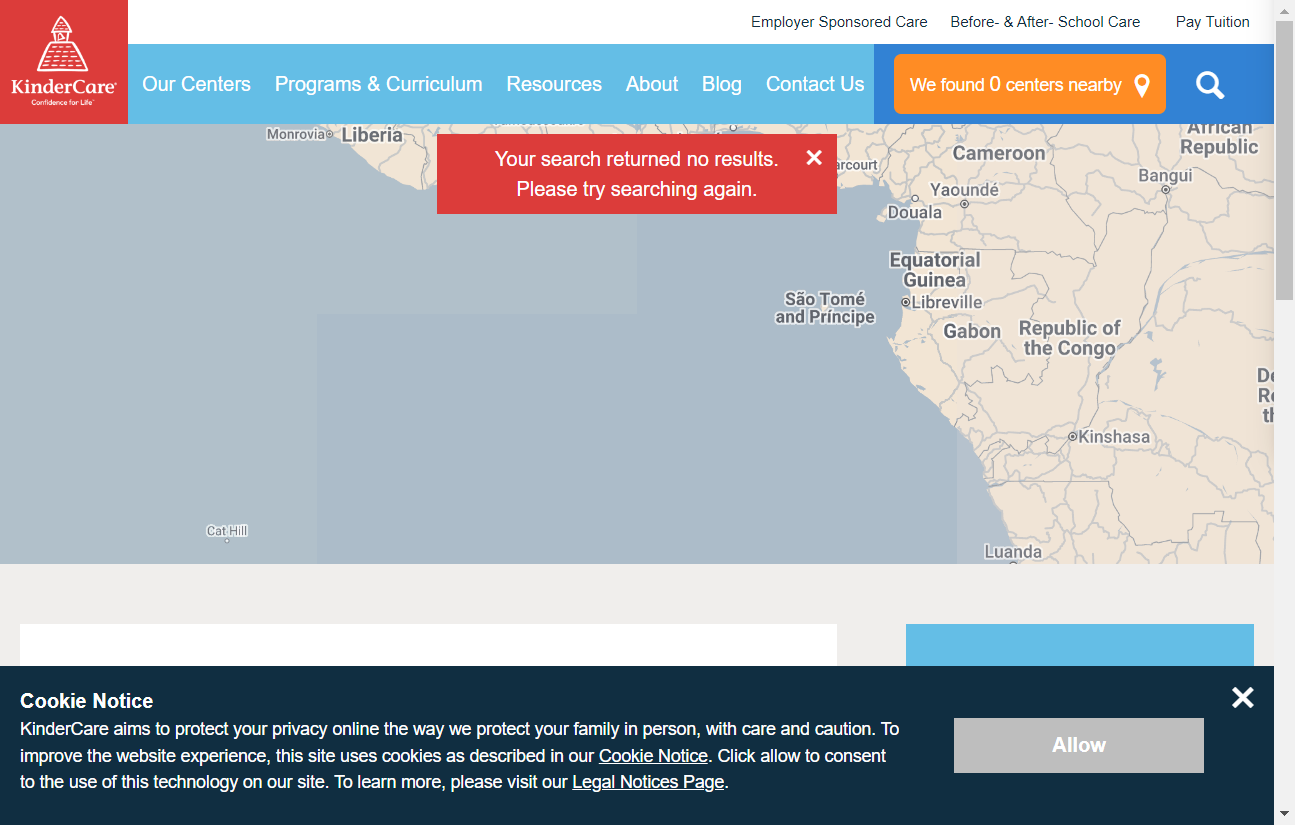 Employer Sponsored Care Before- & After- School Care Pay Tuition
KinderCare
Confidence for Life
Our Centers Programs & Curriculum Resources About Blog Contact Us
We found 0 centers nearby
Monrovia
Liberia
Your search returned no results.
Please try searching again.
African
Republic
Cameroon
Bangui
Yaoundé
Douala
Equatorial
Guinea
São Tomé
and Príncipe
Libreville
Gabon
Republic of
the Congo
Kinshasa
Cat Hill
Luanda
Cookie Notice
KinderCare aims to protect your privacy online the way we protect your family in person, with care and caution. To
improve the website experience, this site uses cookies as described in our Cookie Notice. Click allow to consent
to the use of this technology on our site. To learn more, please visit our Legal Notices Page.
Allow